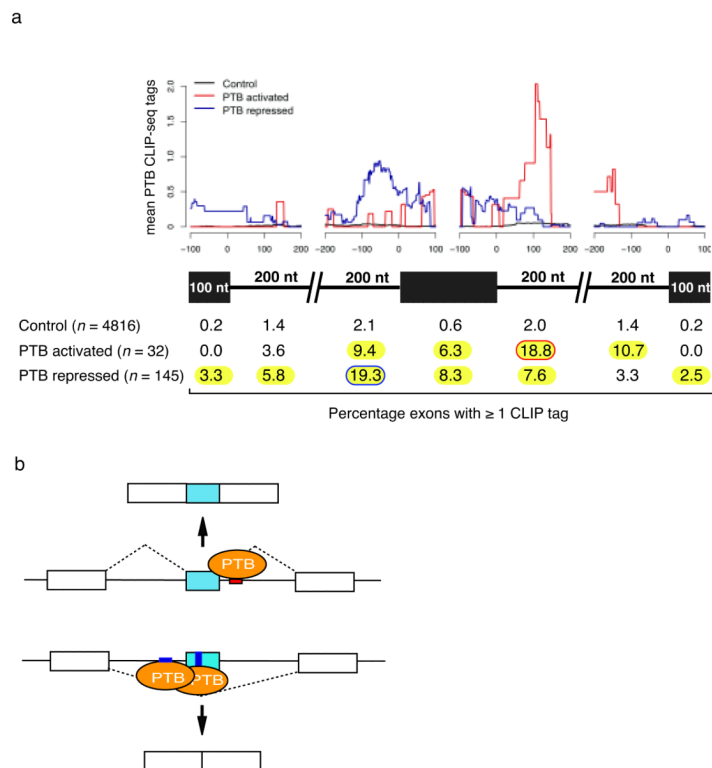 a
mean PTB CLIP-seq tags
0 0.5 1.0 1.5 2.0
Control
PTB activated
PTB repressed
−100 0 100 200 −200 −100 0 100 −100 0 100 200 −200 −100 0 100
100 nt 200 nt 200 nt 200 nt 200 nt 100 nt
Control (n = 4816) 0.2 1.4 2.1 0.6 2.0 1.4 0.2
PTB activated (n = 32) 0.0 3.6 9.4 6.3 18.8 10.7 0.0
PTB repressed (n = 145) 3.3 5.8 19.3 8.3 7.6 3.3 2.5
Percentage exons with ≥ 1 CLIP tag
b
PTB
PTB PTB